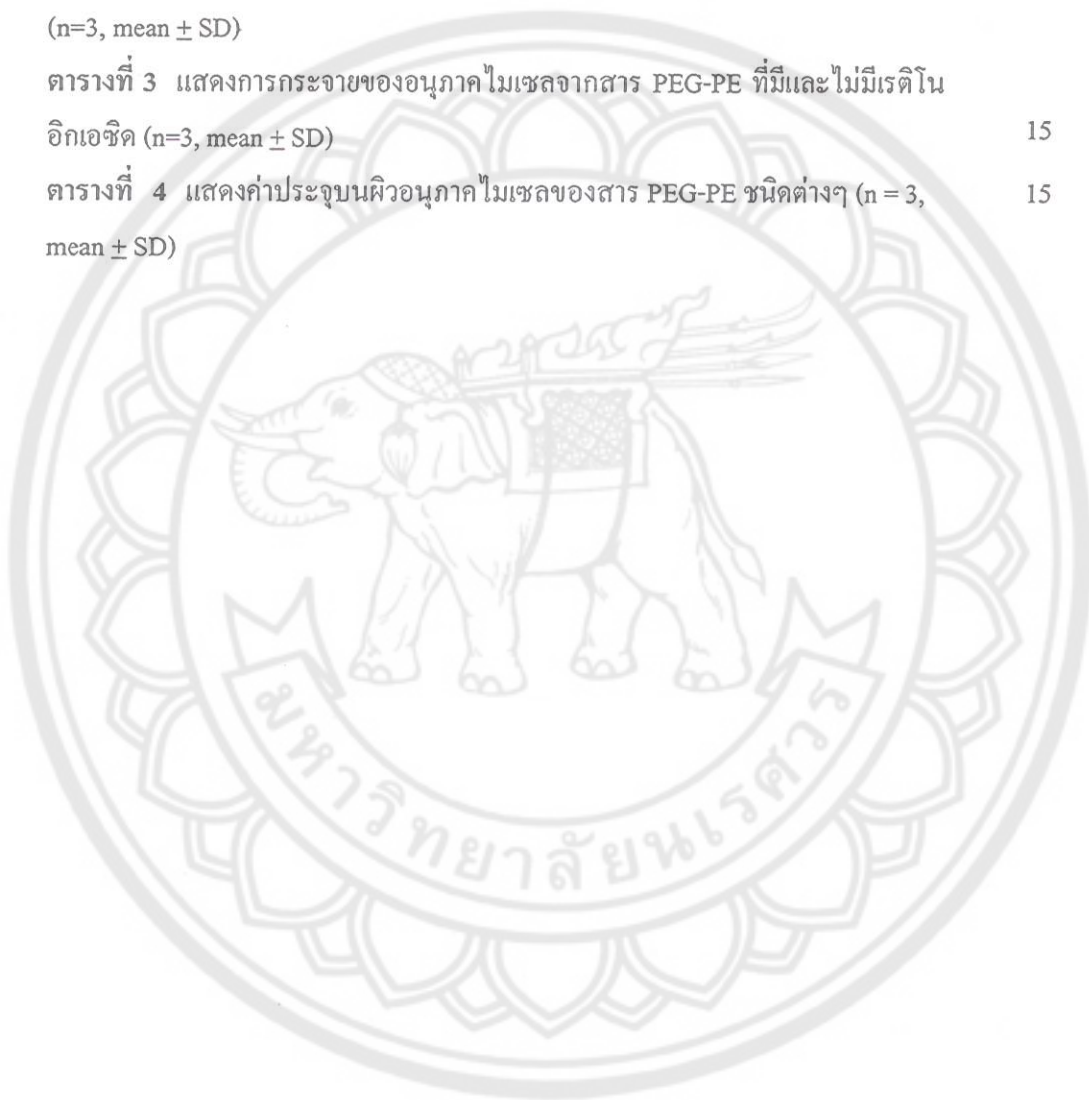 (n=3, mean ± SD)
ตารางที่ 3 แสดงการกระจายของอนุภาคไมเซลจากสาร PEG-PE ที่มีและไม่มีเรติโน
อิกเอซิด (n=3, mean ± SD) 15
ตารางที่ 4 แสดงค่าประจุบนผิวอนุภาคไมเซลของสาร PEG-PE ชนิดต่างๆ (n = 3, 15
mean ± SD)
มหาวิทยาลัยนเรศวร